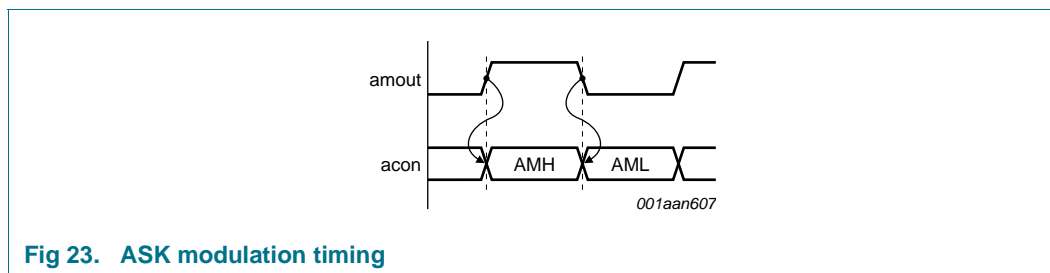 amout
acon
AMH
AML
001aan607
Fig 23. ASK modulation timing